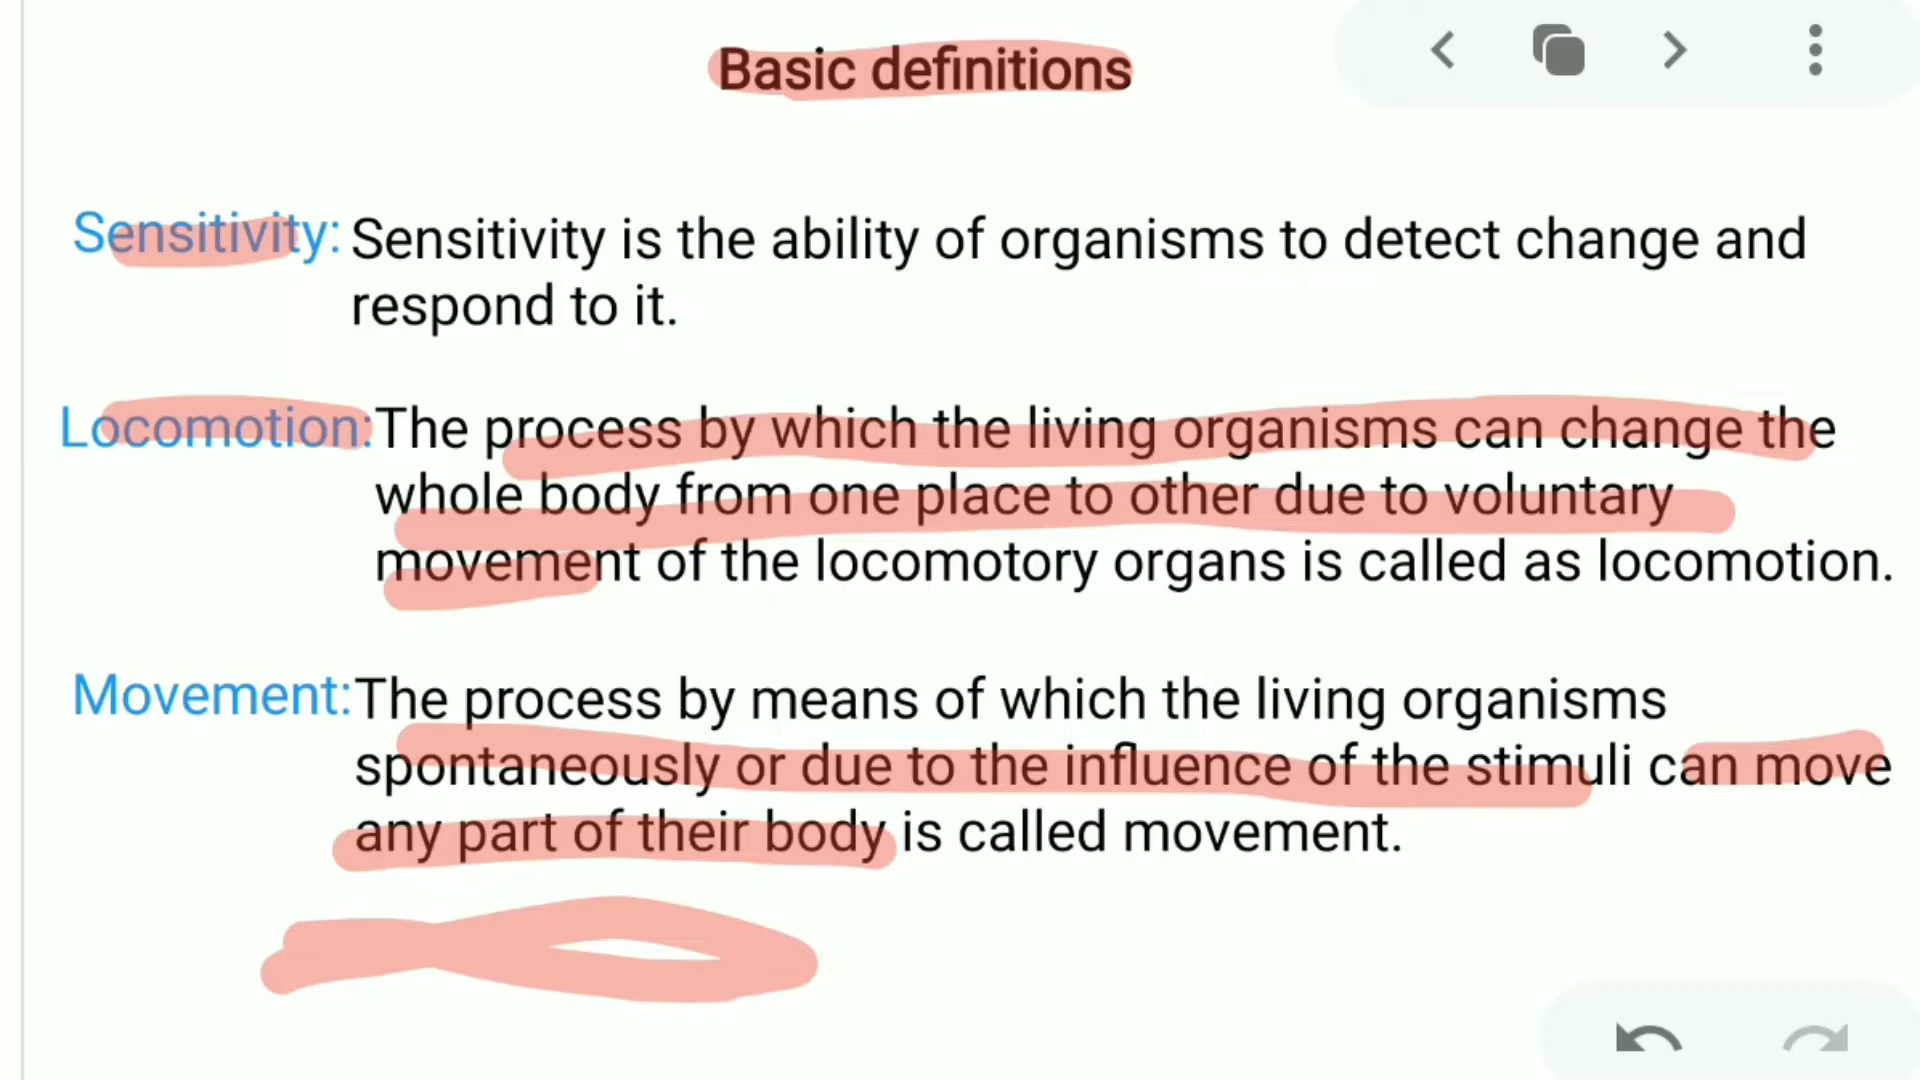 Basic definitions
Sensitivity: Sensitivity is the ability of organisms to detect change and
respond to it.
Locomotion: The process by which the living organisms can change the
whole body from one place to other due to voluntary
movement of the locomotory organs is called as locomotion.
Movement: The process by means of which the living organisms
spontaneously or due to the influence of the stimuli can move
any part of their body is called movement.